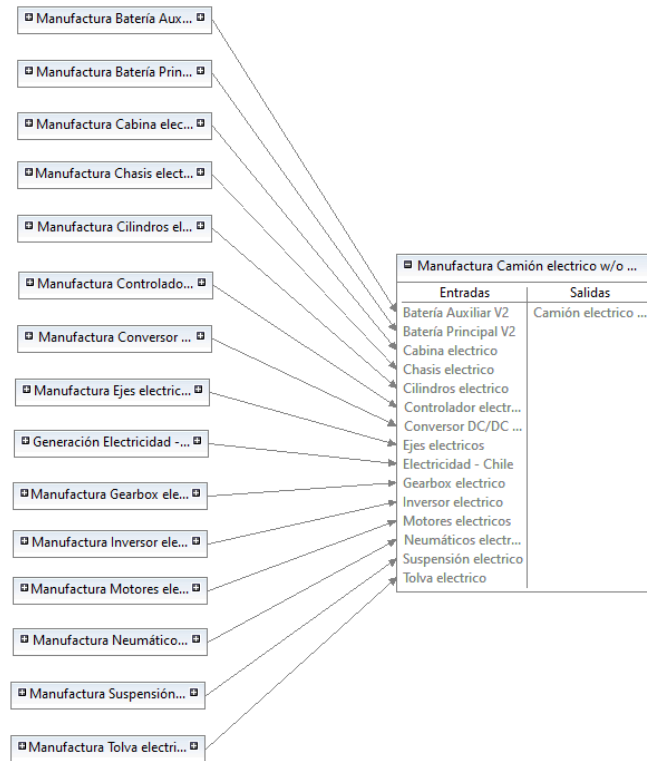 Manufactura Batería Aux...
Manufactura Batería Prin...
Manufactura Cabina elec...
Manufactura Chasis elect...
Manufactura Cilindros el...
Manufactura Controlado...
Manufactura Conversor ...
Manufactura Ejes electric...
Generación Electricidad -...
Manufactura Gearbox ele...
Manufactura Inversor ele...
Manufactura Motores ele...
Manufactura Neumático...
Manufactura Suspensión...
Manufactura Tolva electri...
Manufactura Camión electrico w/o ...
Entradas
Salidas
Batería Auxiliar V2
Camión electrico ...
Batería Principal V2
Cabina electrico
Chasis electrico
Cilindros electrico
Controlador electr...
Conversor DC/DC ...
Ejes electricos
Electricidad - Chile
Gearbox electrico
Inversor electrico
Motores electricos
Neumáticos electr...
Suspensión electrico
Tolva electrico